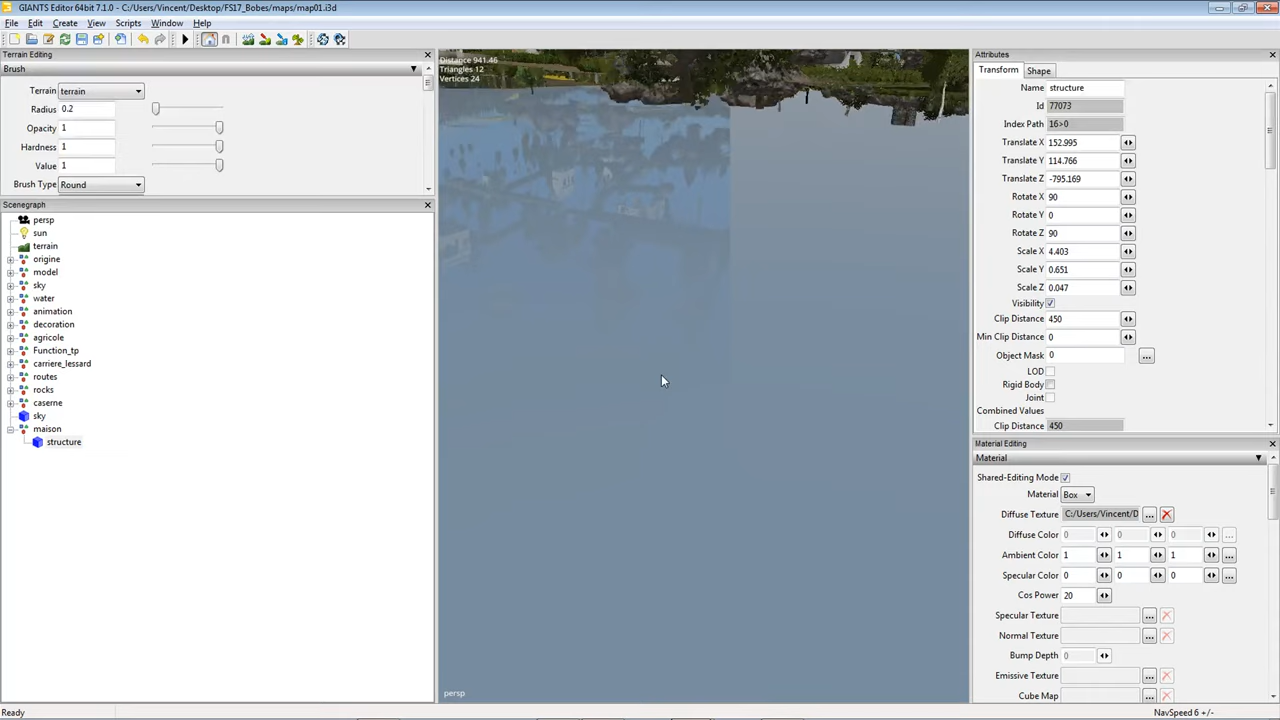 GIANTS Editor 64bit 7.1.0 - C:/Users/Vincent/Desktop/FS17_Bobes/maps/map01.i3d
File Edit Create View Scripts Window Help
Terrain Editing
Brush
Terrain terrain
Radius 0.2
Opacity 1
Hardness 1
Value 1
Brush Type Round
Scenegraph
persp
sun
terrain
origine
model
sky
water
animation
decoration
agricole
Function_tp
carriere_lessard
routes
rocks
caserne
sky
maison
structure
Distance 941.46
Triangles 12
Vertices 24
persp
Attributes
Transform Shape
Name structure
Id 77073
Index Path 16>0
Translate X 152.995
Translate Y 114.766
Translate Z -795.169
Rotate X 90
Rotate Y 0
Rotate Z 90
Scale X 4.403
Scale Y 0.651
Scale Z 0.047
Visibility
Clip Distance 450
Min Clip Distance 0
Object Mask 0 ...
LOD
Rigid Body
Joint
Combined Values
Clip Distance 450
Material Editing
Material
Shared-Editing Mode
Material Box
Diffuse Texture C:/Users/Vincent/D ...
Diffuse Color 0 0 0 ...
Ambient Color 1 1 1 ...
Specular Color 0 0 0 ...
Cos Power 20
Specular Texture ...
Normal Texture ...
Bump Depth 0
Emissive Texture ...
Cube Map ...
Ready
NavSpeed 6 +/-